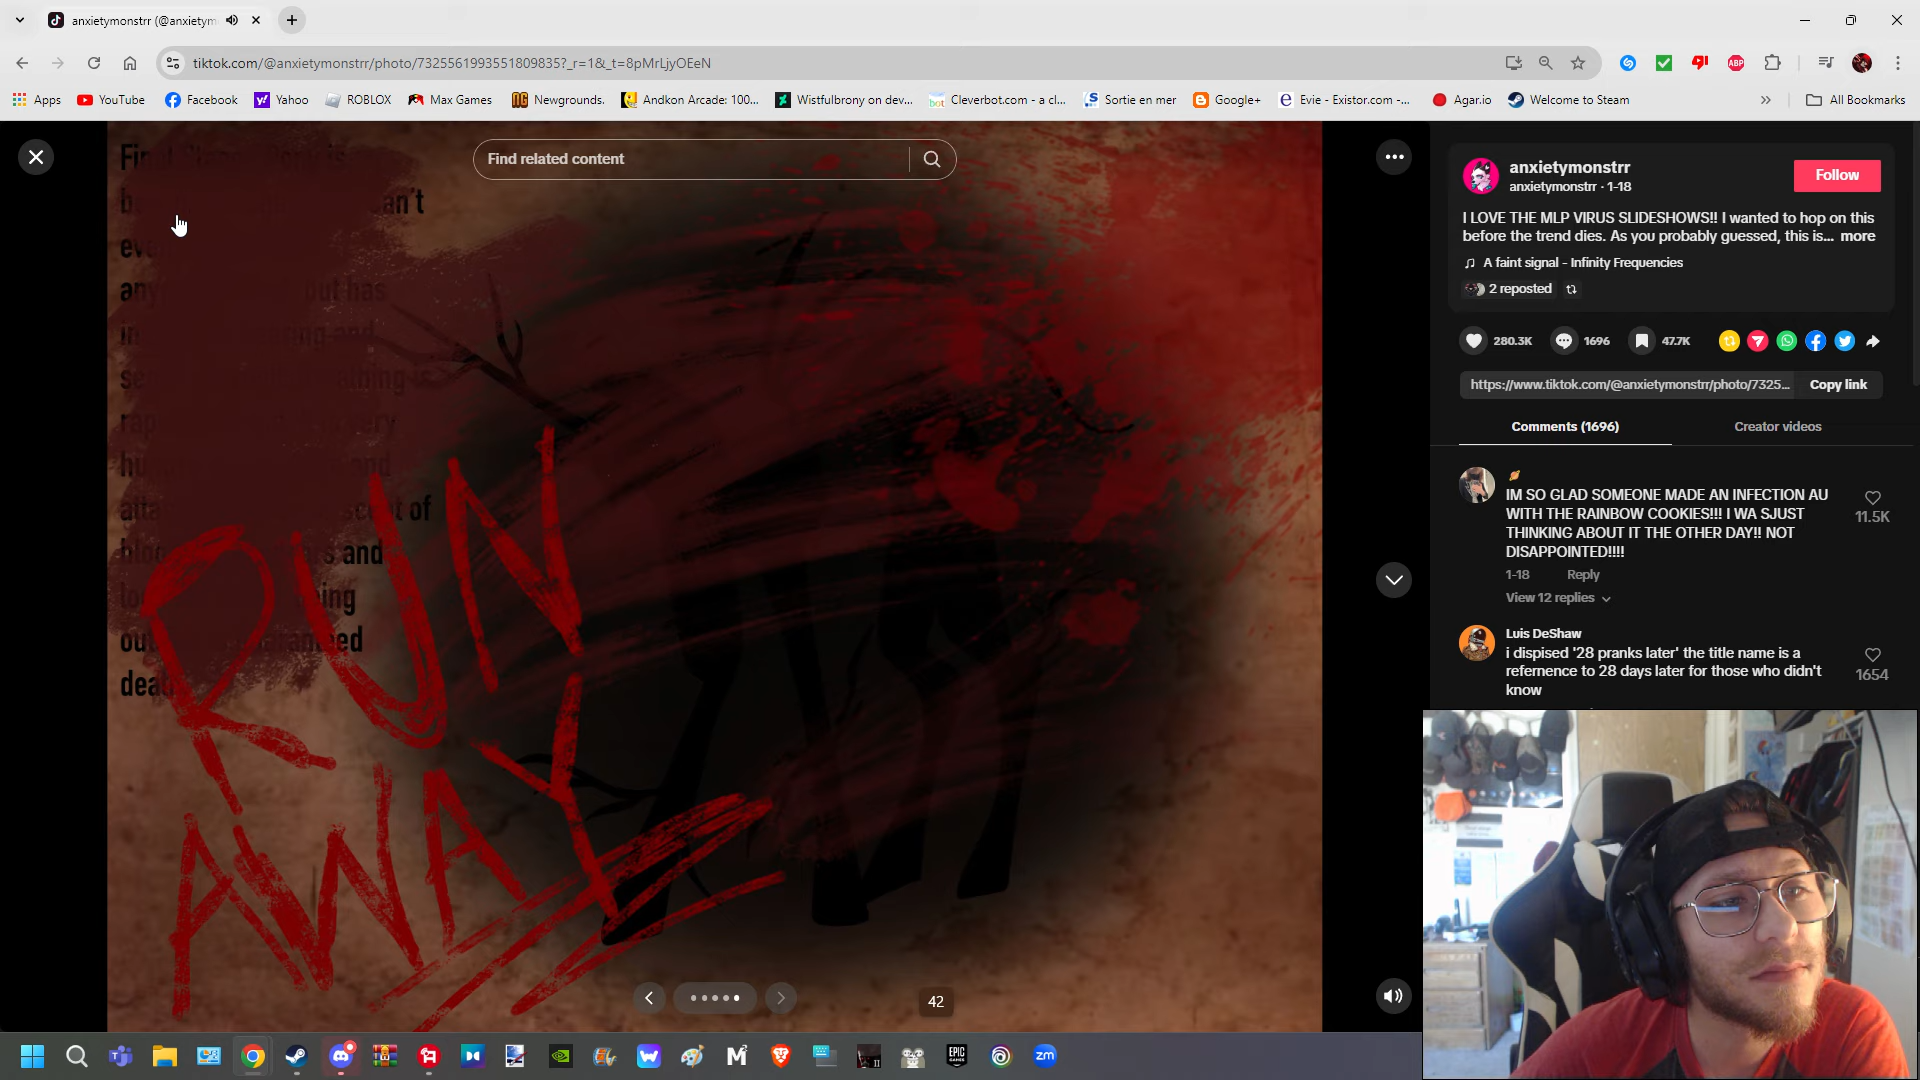 anxietymonstrr (@anxietym
tiktok.com/@anxietymonstrr/photo/7325561993551809835?_r=1&_t=8pMrLjyOEeN
Apps
YouTube
Facebook
Yahoo
ROBLOX
Max Games
Newgrounds.
Andkon Arcade: 100...
Wistfulbrony on dev...
Cleverbot.com - a cl...
Sortie en mer
Google+
Evie - Existor.com -...
Agar.io
Welcome to Steam
All Bookmarks
Find related content
but has
and
scent of
and
RUN
AWAY
42
anxietymonstrr
anxietymonstrr · 1-18
Follow
I LOVE THE MLP VIRUS SLIDESHOWS!! I wanted to hop on this
before the trend dies. As you probably guessed, this is... more
A faint signal - Infinity Frequencies
2 reposted
280.3K
1696
47.7K
https://www.tiktok.com/@anxietymonstrr/photo/7325...
Copy link
Comments (1696)
Creator videos
IM SO GLAD SOMEONE MADE AN INFECTION AU
WITH THE RAINBOW COOKIES!!! I WA SJUST
THINKING ABOUT IT THE OTHER DAY!! NOT
DISAPPOINTED!!!!
11.5K
1-18
Reply
View 12 replies
Luis DeShaw
i dispised '28 pranks later' the title name is a
refernence to 28 days later for those who didn't
know
1654